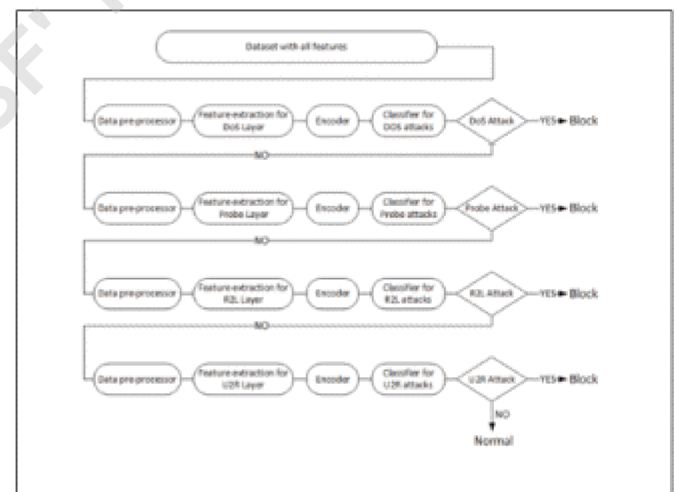 Dataset with all features
Data pre-processor
Feature extraction for
DoS Layer
Encoder
Classifier for
DOS attacks
DoS Attack
YES
Block
NO
Data pre-processor
Feature extraction for
Probe Layer
Encoder
Classifier for
Probe attacks
Probe Attack
YES
Block
NO
Data pre-processor
Feature extraction for
R2L Layer
Encoder
Classifier for
R2L attacks
R2L Attack
YES
Block
NO
Data pre-processor
Feature extraction for
U2R Layer
Encoder
Classifier for
U2R attacks
U2R Attack
YES
Block
NO
Normal